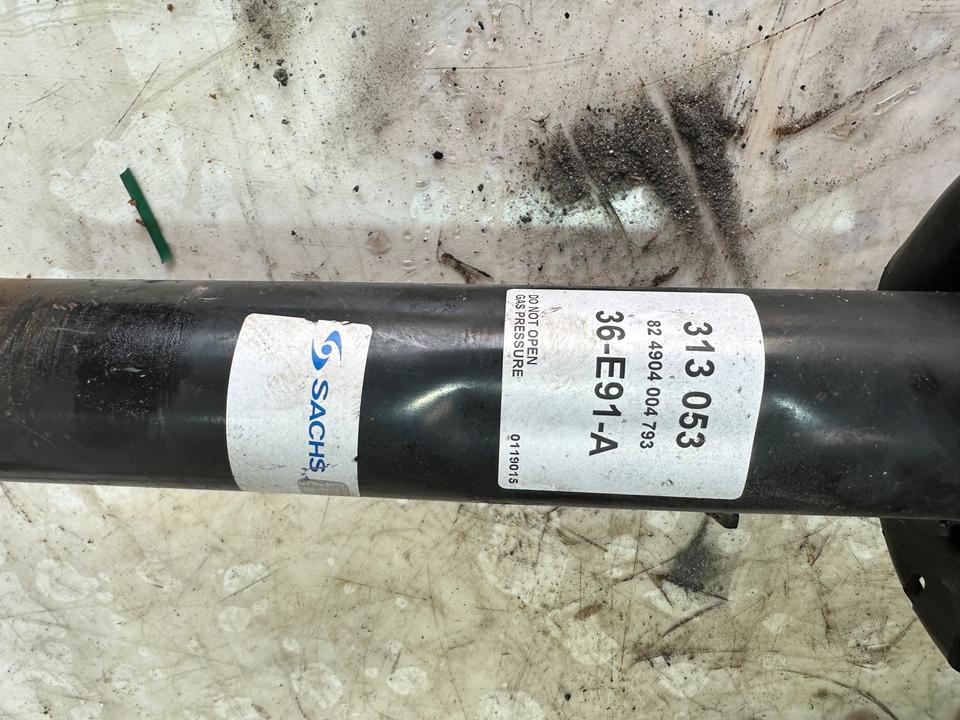 SACHS
313 053
82 4904 004 793
36-E91-A
DO NOT OPEN
GAS PRESSURE
0119015